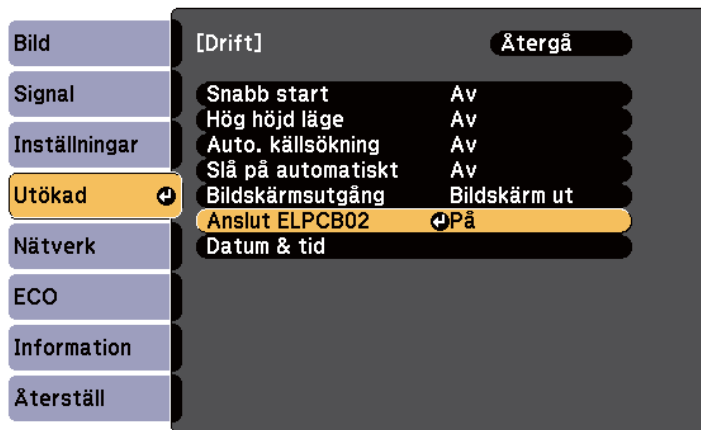 Bild
Signal
Inställningar
Utökad
Nätverk
ECO
Information
Återställ
[Drift] Återgå
Snabb start Av
Hög höjd läge Av
Auto. källsökning Av
Slå på automatiskt Av
Bildskärmsutgång Bildskärm ut
Anslut ELPCB02 På
Datum & tid